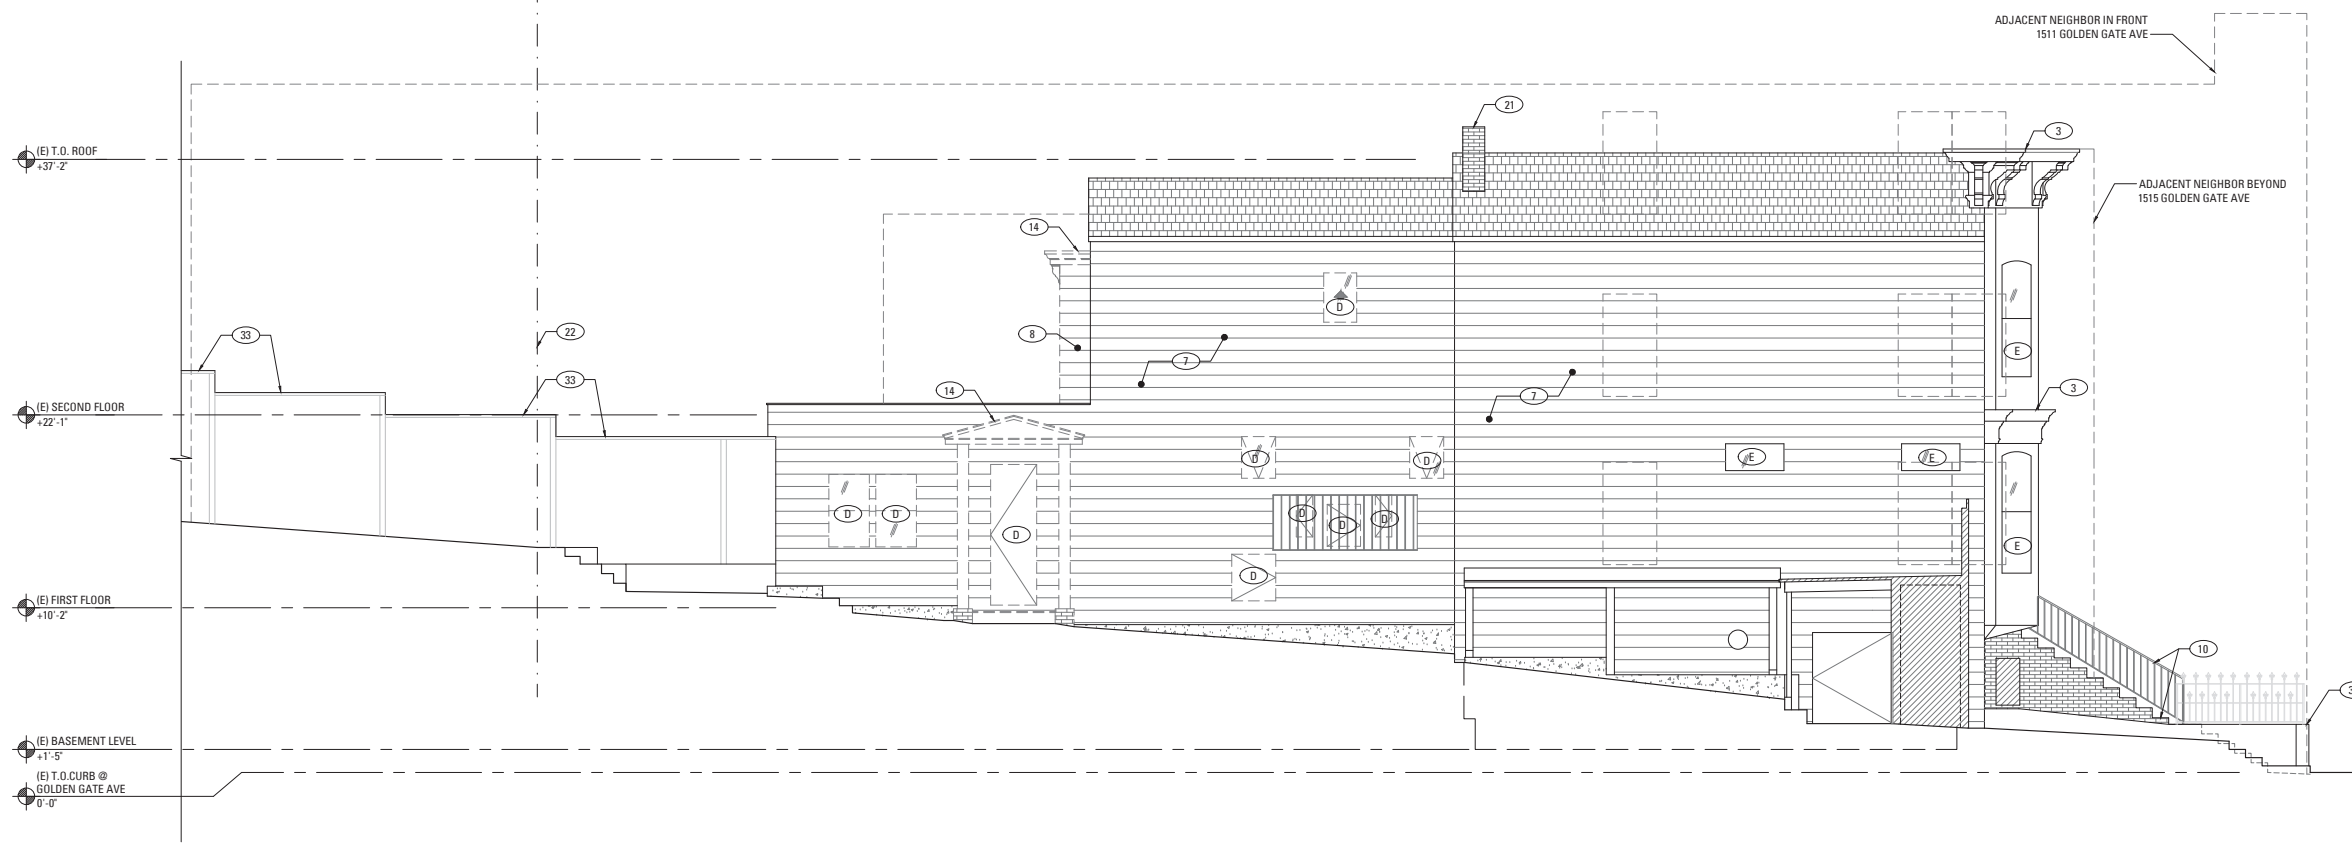 ADJACENT NEIGHBOR IN FRONT
1511 GOLDEN GATE AVE
21
3
(E) T.O. ROOF
+37'-2"
ADJACENT NEIGHBOR BEYOND
1515 GOLDEN GATE AVE
14
D
33
22
8
7
E
33
14
7
3
(E) SECOND FLOOR
+22'-1"
D
D
E
E
D
D
D
D
D
D
E
D
(E) FIRST FLOOR
+10'-2"
10
(E) BASEMENT LEVEL
+1'-5"
(E) T.O.CURB @
GOLDEN GATE AVE
0'-0"